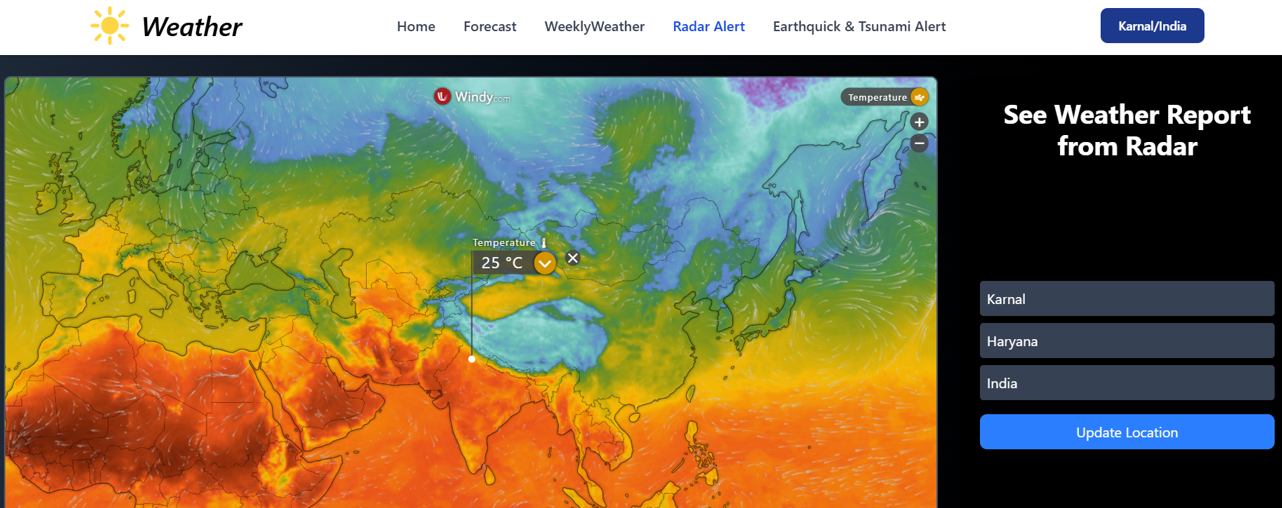 Weather
Home
Forecast
WeeklyWeather
Radar Alert
Earthquick & Tsunami Alert
Karnal/India
Windy.com
Temperature
+
−
See Weather Report
from Radar
Temperature
25 °C
Karnal
Haryana
India
Update Location